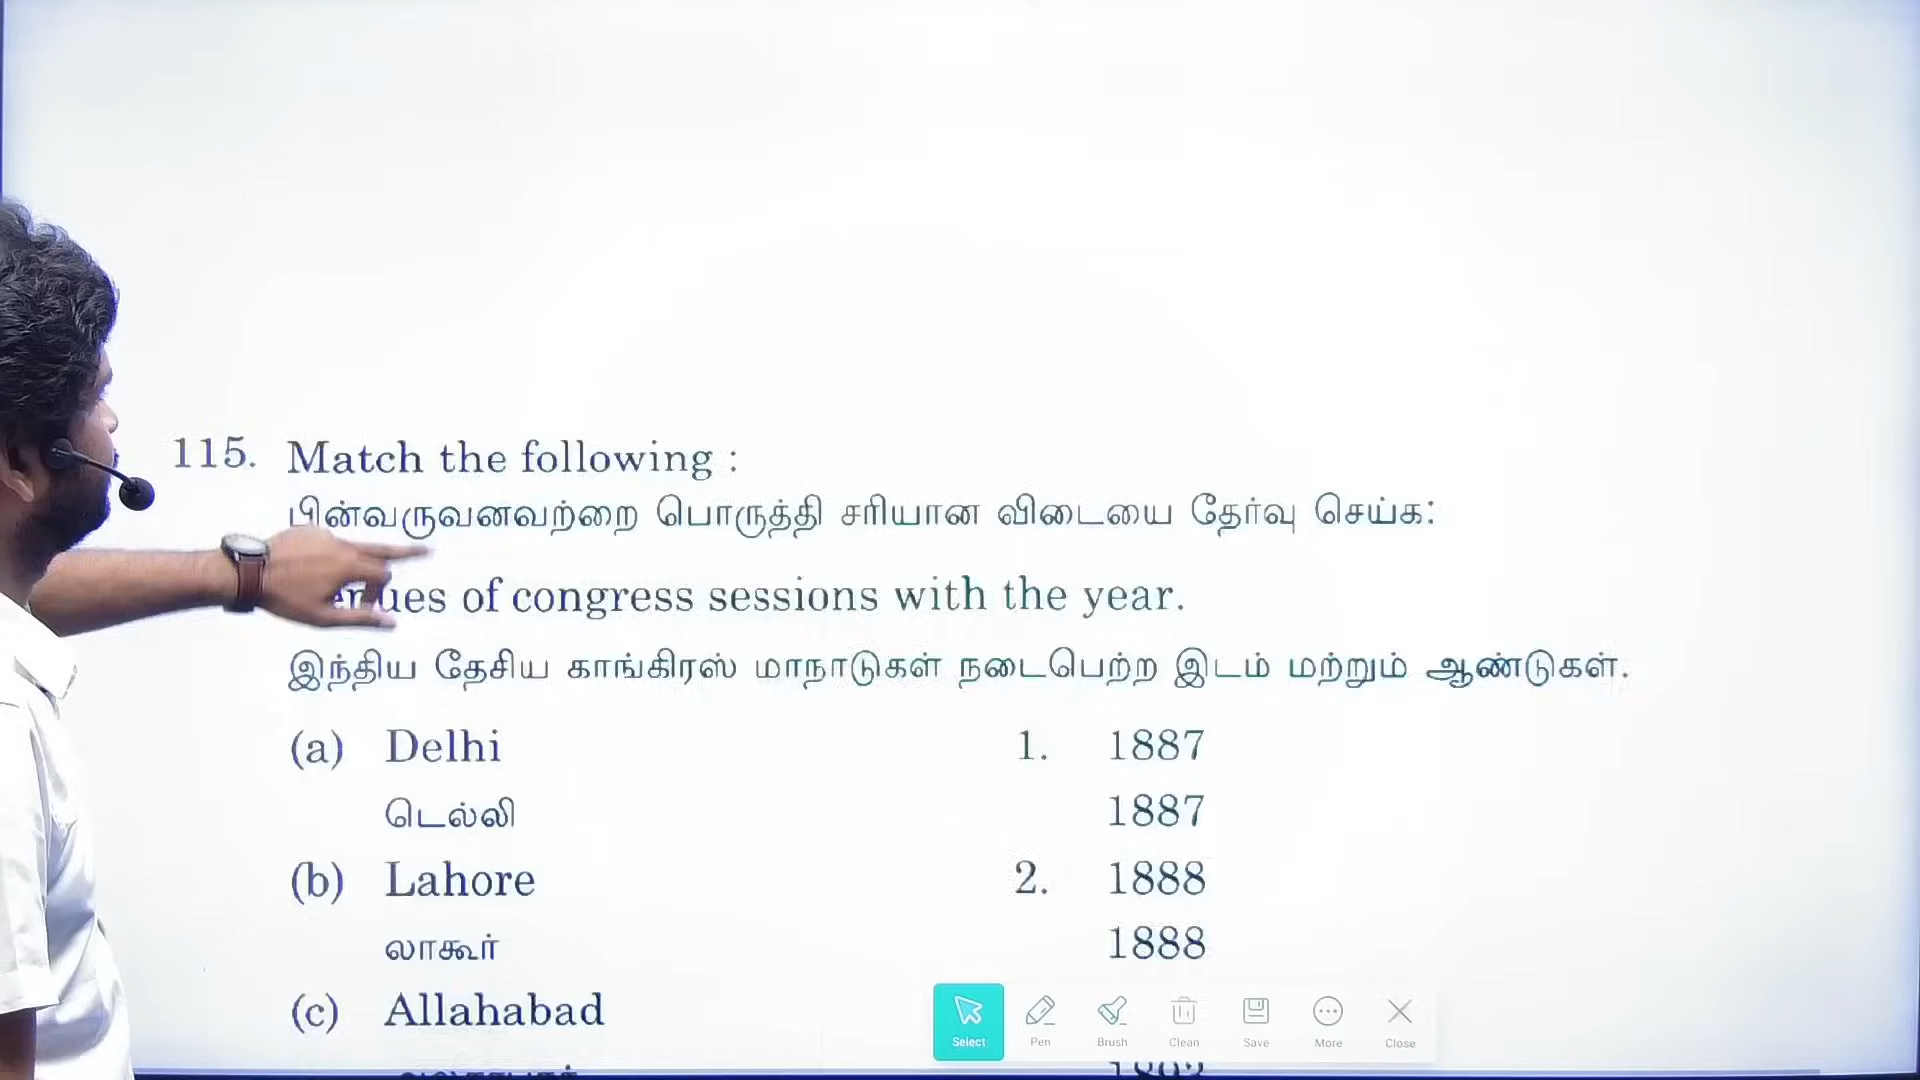 115. Match the following :
பின்வருவனவற்றை பொருத்தி சரியான விடையை தேர்வு செய்க:
of congress sessions with the year.
இந்திய தேசிய காங்கிரஸ் மாநாடுகள் நடைபெற்ற இடம் மற்றும் ஆண்டுகள்.
(a) Delhi 1. 1887
டெல்லி 1887
(b) Lahore 2. 1888
லாகூர் 1888
(c) Allahabad
Select Pen Brush Clean Save More Close